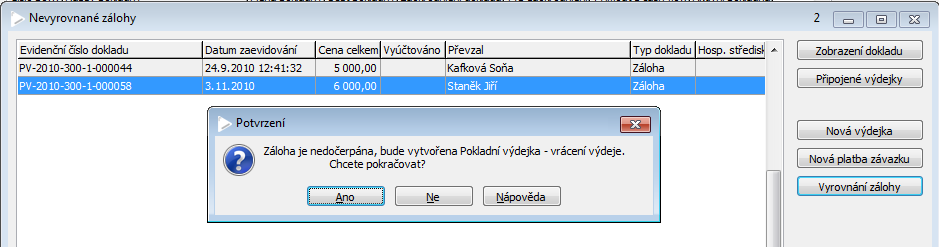 Nevyrovnané zálohy 2
Evidenční číslo dokladu Datum zaevidování Cena celkem Vyúčtováno Převzal Typ dokladu Hosp. středisk
PV-2010-300-1-000044 24.9.2010 12:41:32 5 000,00 Kafková Soňa Záloha
PV-2010-300-1-000058 3.11.2010 6 000,00 Staněk Jiří Záloha
Zobrazení dokladu
Připojené výdejky
Nová výdejka
Nová platba závazku
Vyrovnání zálohy
Potvrzení
Záloha je nedočerpána, bude vytvořena Pokladní výdejka - vrácení výdeje.
Chcete pokračovat?
Ano Ne Nápověda